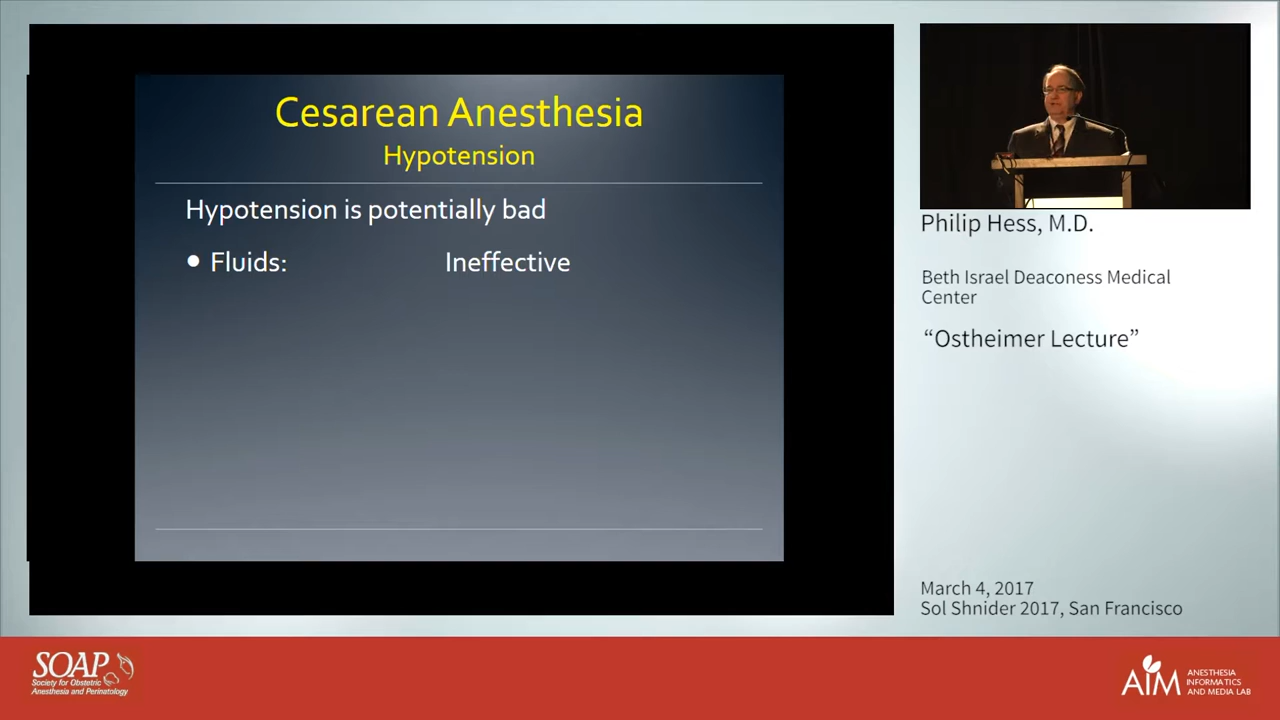 Cesarean Anesthesia
Hypotension
Hypotension is potentially bad
• Fluids: Ineffective
Philip Hess, M.D.
Beth Israel Deaconess Medical
Center
“Ostheimer Lecture”
March 4, 2017
Sol Shnider 2017, San Francisco
SOAP
Society for Obstetric
Anesthesia and Perinatology
AIM
ANESTHESIA
INFORMATICS
AND MEDIA LAB